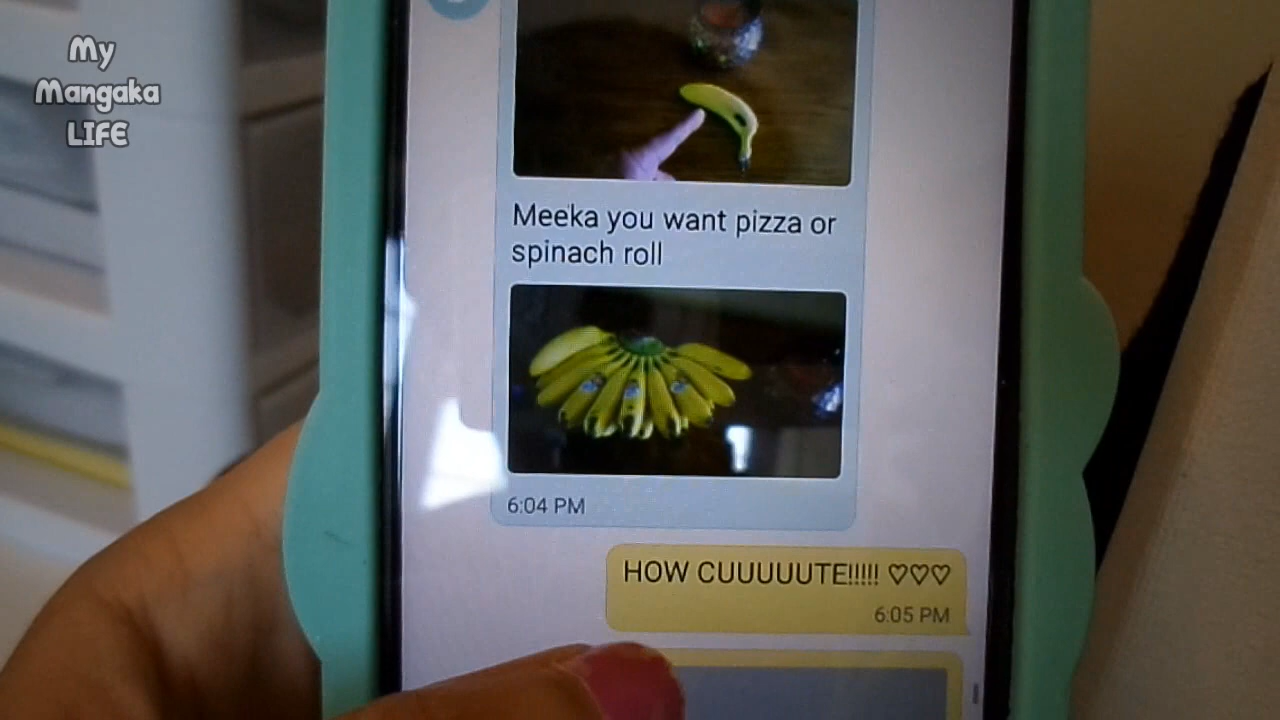 My
Mangaka
LIFE
Meeka you want pizza or
spinach roll
6:04 PM
HOW CUUUUUTE!!!!! ♡♡♡
6:05 PM